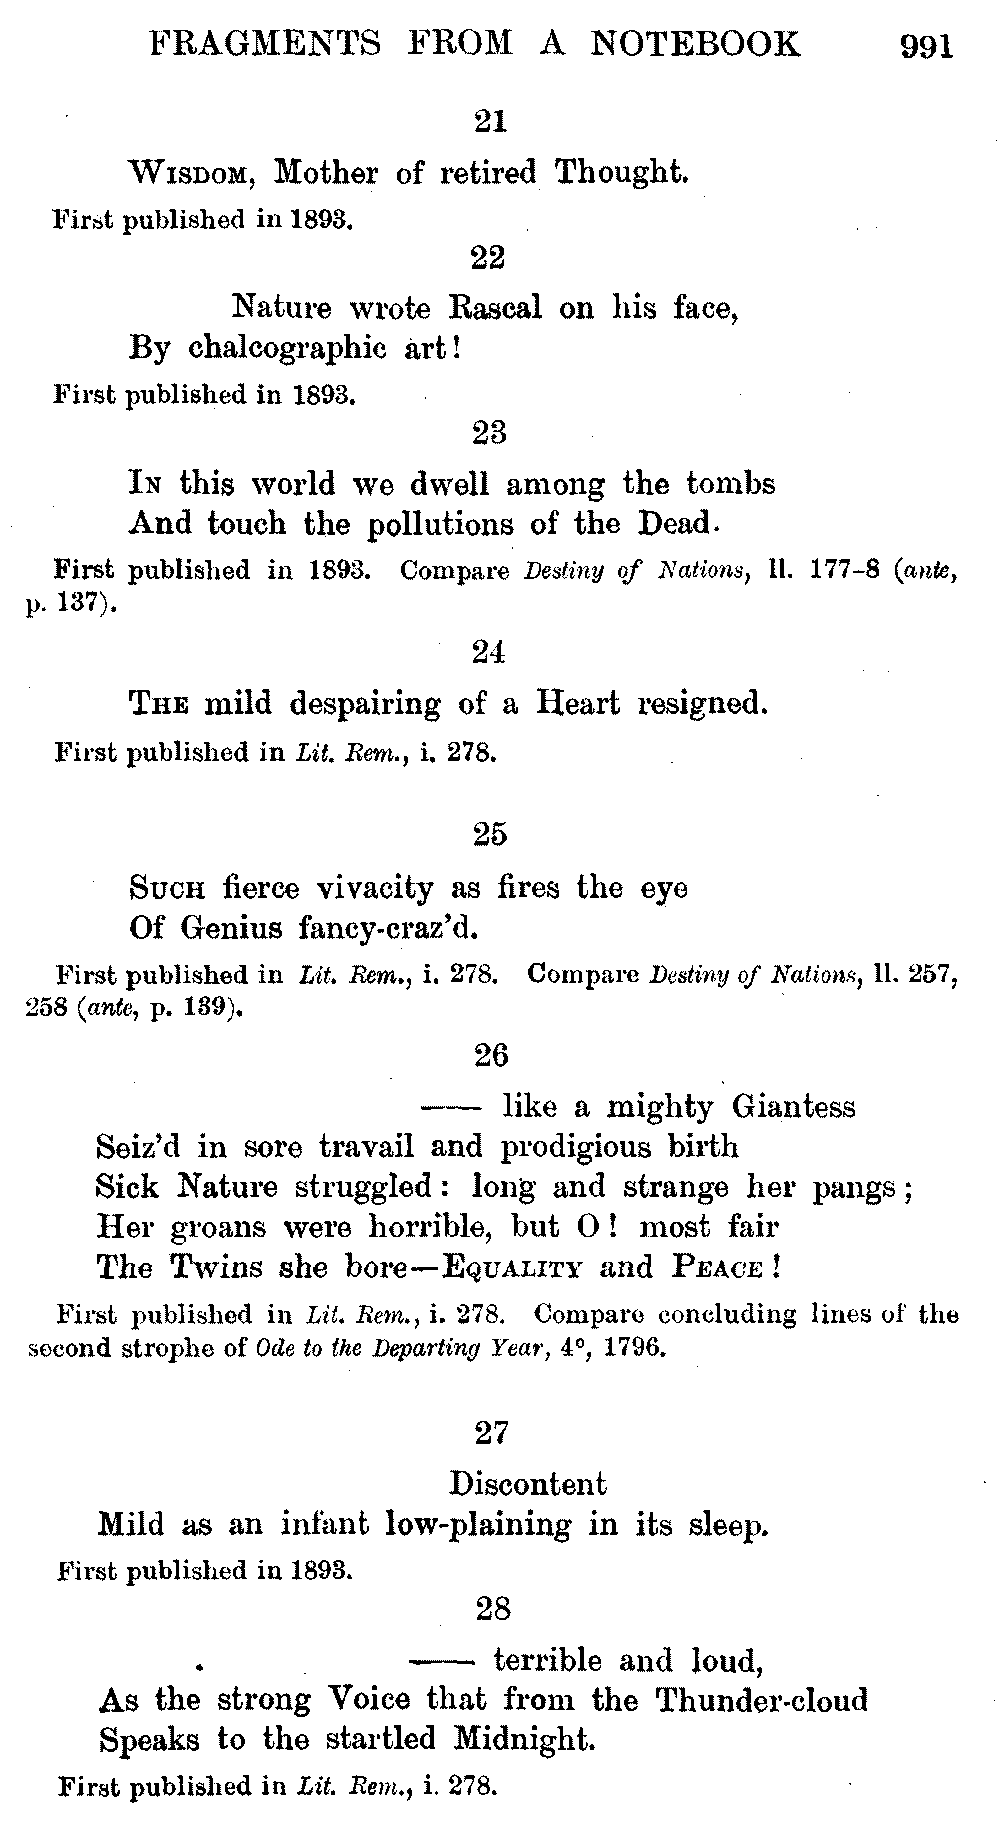 FRAGMENTS FROM A NOTEBOOK 991
21
WISDOM, Mother of retired Thought.
First published in 1893.
22
Nature wrote Rascal on his face,
By chalcographic art!
First published in 1893.
23
IN this world we dwell among the tombs
And touch the pollutions of the Dead.
First published in 1893. Compare Destiny of Nations, ll. 177–8 (ante,
p. 137).
24
THE mild despairing of a Heart resigned.
First published in Lit. Rem., i. 278.
25
SUCH fierce vivacity as fires the eye
Of Genius fancy-craz'd.
First published in Lit. Rem., i. 278. Compare Destiny of Nations, ll. 257,
258 (ante, p. 139).
26
—— like a mighty Giantess
Seiz'd in sore travail and prodigious birth
Sick Nature struggled: long and strange her pangs;
Her groans were horrible, but O! most fair
The Twins she bore—EQUALITY and PEACE!
First published in Lit. Rem., i. 278. Compare concluding lines of the
second strophe of Ode to the Departing Year, 4°, 1796.
27
Discontent
Mild as an infant low-plaining in its sleep.
First published in 1893.
28
—— terrible and loud,
As the strong Voice that from the Thunder-cloud
Speaks to the startled Midnight.
First published in Lit. Rem., i. 278.